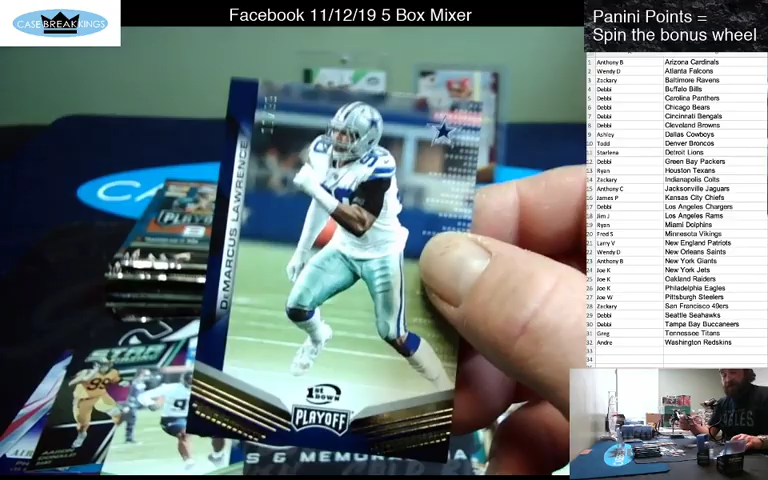 Facebook 11/12/19 5 Box Mixer
CASE BREAK KINGS
Panini Points =
Spin the bonus wheel
1 Anthony B Arizona Cardinals
2 Wendy D Atlanta Falcons
3 Zackary Baltimore Ravens
4 Debbi Buffalo Bills
5 Debbi Carolina Panthers
6 Debbi Chicago Bears
7 Debbi Cincinnati Bengals
8 Debbi Cleveland Browns
9 Ashley Dallas Cowboys
10 Todd Denver Broncos
11 Starlena Detroit Lions
12 Debbi Green Bay Packers
13 Ryan Houston Texans
14 Zackary Indianapolis Colts
15 Anthony C Jacksonville Jaguars
16 James P Kansas City Chiefs
17 Debbi Los Angeles Chargers
18 Jim J Los Angeles Rams
19 Ryan Miami Dolphins
20 Fred S Minnesota Vikings
21 Larry V New England Patriots
22 Wendy D New Orleans Saints
23 Anthony B New York Giants
24 Joe K New York Jets
25 Joe K Oakland Raiders
26 Joe K Philadelphia Eagles
27 Joe W Pittsburgh Steelers
28 Zackary San Francisco 49ers
29 Debbi Seattle Seahawks
30 Debbi Tampa Bay Buccaneers
31 Greg Tennessee Titans
32 Andre Washington Redskins
33
34
DeMARCUS LAWRENCE
1st DOWN
PLAYOFF
STAR
AARON DONALD
99
S & MEMORA